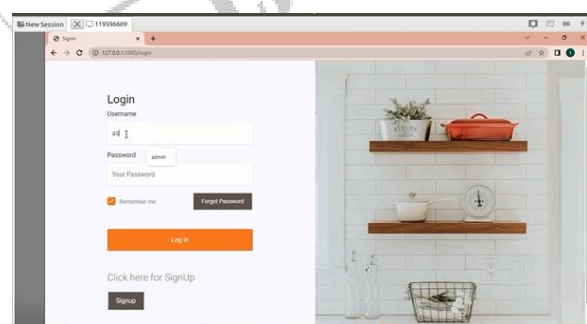 New Session 119596669
Signin
127.0.0.1:5000/login
Login
Username
ad
Password
admin
Your Password
Remember me
Forgot Password
Log in
Click here for SignUp
Signup